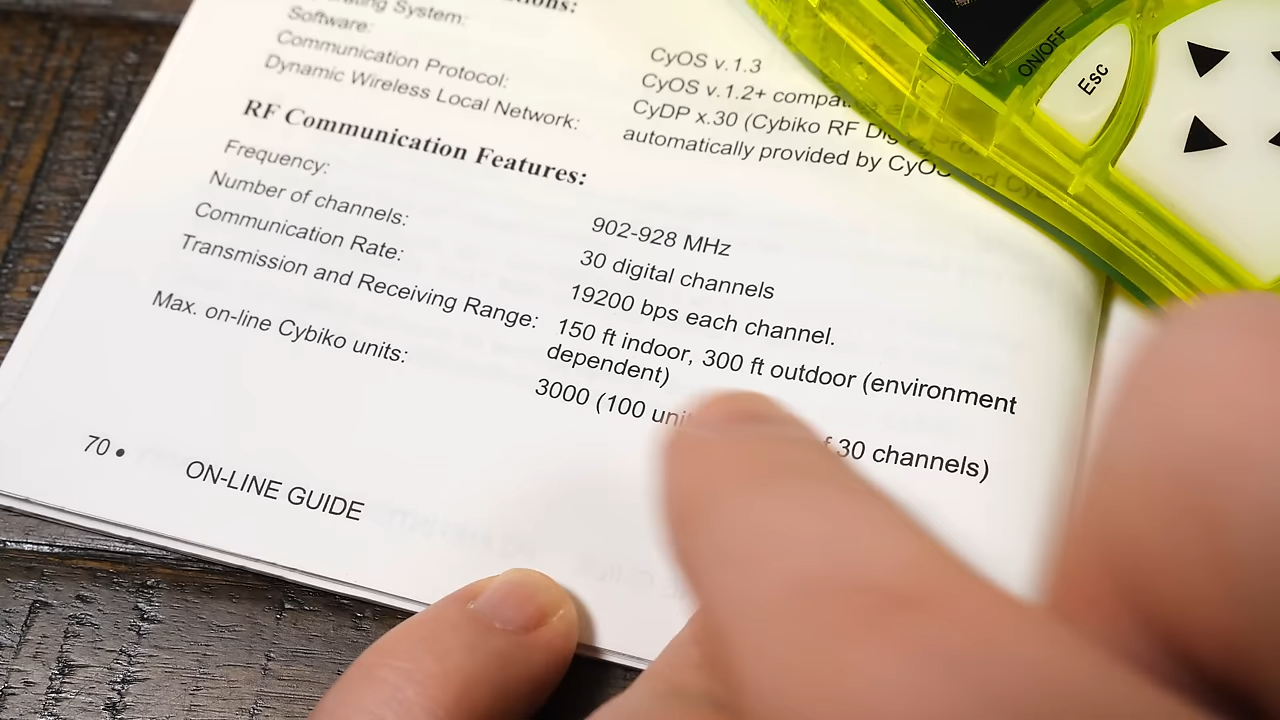 Operating System: CyOS v.1.3
Software: CyOS v.1.2+
Communication Protocol: CyDP x.30 (Cybiko RF
Dynamic Wireless Local Network: automatically provided by CyOS
RF Communication Features:
Frequency: 902-928 MHz
Number of channels: 30 digital channels
Communication Rate: 19200 bps each channel.
Transmission and Receiving Range: 150 ft indoor, 300 ft outdoor (environment
dependent)
Max. on-line Cybiko units: 3000 (100 30 channels)
70 •
ON-LINE GUIDE
ON/OFF
Esc